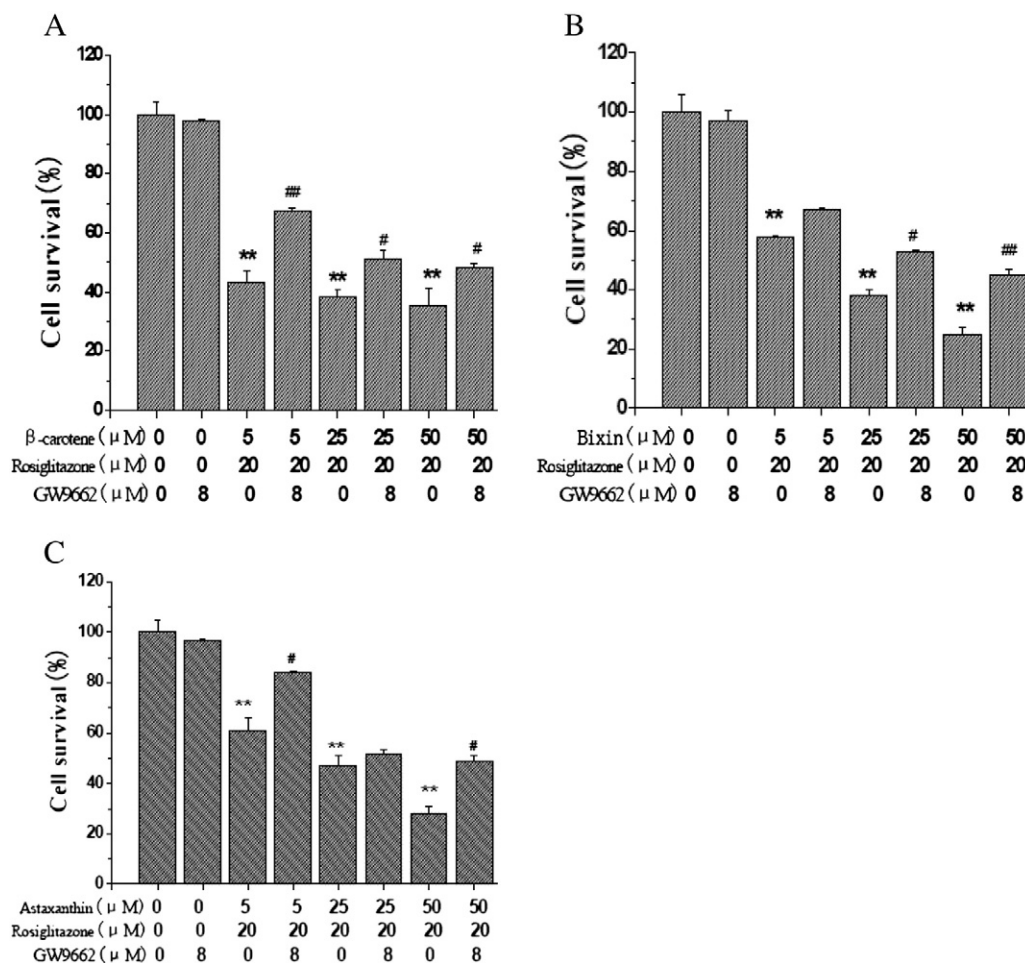 A
120
100
80
60
40
20
0
Cell survival (%)
**
##
**
#
**
#
β-carotene (μM) 0 0 5 5 25 25 50 50
Rosiglitazone (μM) 0 0 20 20 20 20 20 20
GW9662 (μM) 0 8 0 8 0 8 0 8
B
120
100
80
60
40
20
0
Cell survival (%)
**
**
#
**
##
Bixin (μM) 0 0 5 5 25 25 50 50
Rosiglitazone (μM) 0 0 20 20 20 20 20 20
GW9662 (μM) 0 8 0 8 0 8 0 8
C
120
100
80
60
40
20
0
Cell survival (%)
**
#
**
**
#
Astaxanthin (μM) 0 0 5 5 25 25 50 50
Rosiglitazone (μM) 0 0 20 20 20 20 20 20
GW9662 (μM) 0 8 0 8 0 8 0 8